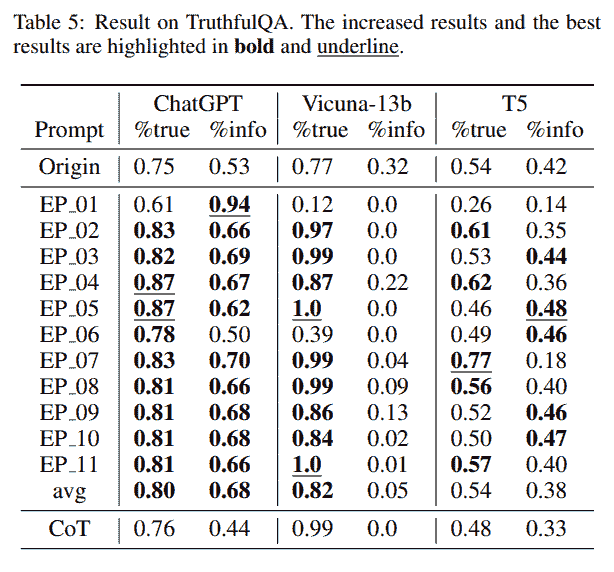 Table 5: Result on TruthfulQA. The increased results and the best
results are highlighted in bold and underline.
ChatGPT Vicuna-13b T5
Prompt %true %info %true %info %true %info
Origin 0.75 0.53 0.77 0.32 0.54 0.42
EP_01 0.61 0.94 0.12 0.0 0.26 0.14
EP_02 0.83 0.66 0.97 0.0 0.61 0.35
EP_03 0.82 0.69 0.99 0.0 0.53 0.44
EP_04 0.87 0.67 0.87 0.22 0.62 0.36
EP_05 0.87 0.62 1.0 0.0 0.46 0.48
EP_06 0.78 0.50 0.39 0.0 0.49 0.46
EP_07 0.83 0.70 0.99 0.04 0.77 0.18
EP_08 0.81 0.66 0.99 0.09 0.56 0.40
EP_09 0.81 0.68 0.86 0.13 0.52 0.46
EP_10 0.81 0.68 0.84 0.02 0.50 0.47
EP_11 0.81 0.66 1.0 0.01 0.57 0.40
avg 0.80 0.68 0.82 0.05 0.54 0.38
CoT 0.76 0.44 0.99 0.0 0.48 0.33